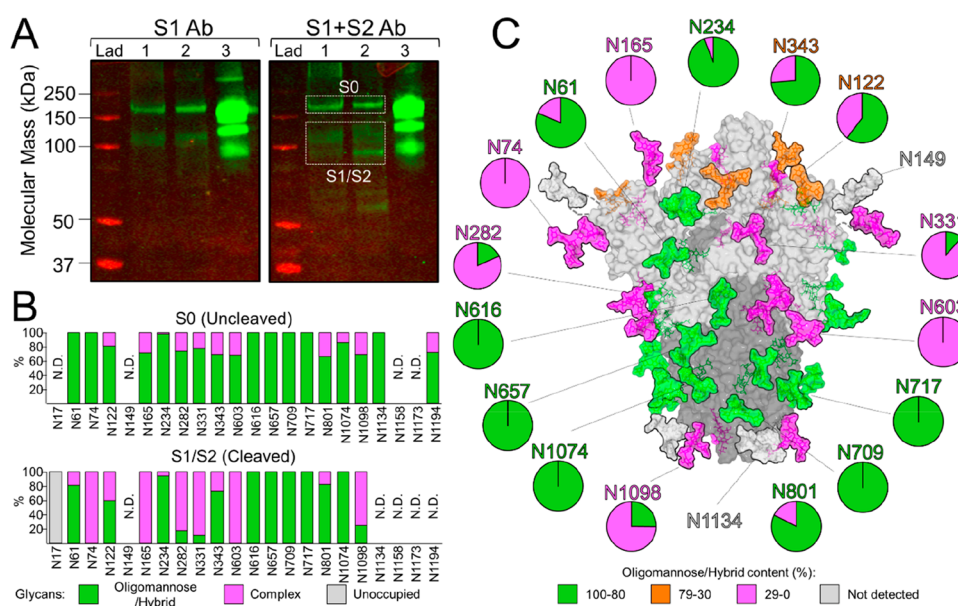 A
S1 Ab
S1+S2 Ab
Lad 1 2 3
Lad 1 2 3
Molecular Mass (kDa)
250
150
100
50
37
S0
S1/S2
B
S0 (Uncleaved)
%
100
80
60
40
20
N.D. N.D. N.D. N.D.
N17 N61 N74 N122 N149 N165 N234 N282 N331 N343 N603 N616 N657 N709 N717 N801 N1074 N1098 N1134 N1158 N1173 N1194
S1/S2 (Cleaved)
%
100
80
60
40
20
N.D. N.D. N.D. N.D. N.D.
N17 N61 N74 N122 N149 N165 N234 N282 N331 N343 N603 N616 N657 N709 N717 N801 N1074 N1098 N1134 N1158 N1173 N1194
Glycans: Oligomannose Complex Unoccupied
/Hybrid
C
N234
N165
N343
N61
N122
N74
N149
N282
N331
N616
N603
N657
N717
N1074
N709
N1098
N1134
N801
Oligomannose/Hybrid content (%):
100-80 79-30 29-0 Not detected